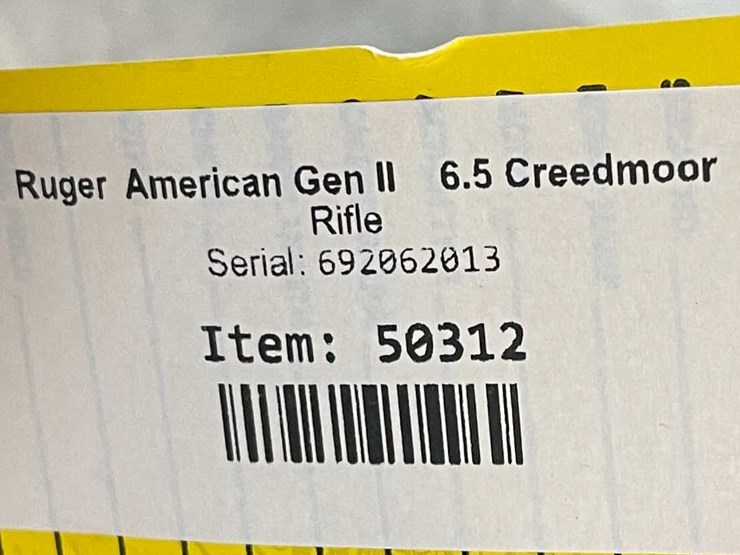 Ruger American Gen II 6.5 Creedmoor
Rifle
Serial: 692062013
Item: 50312